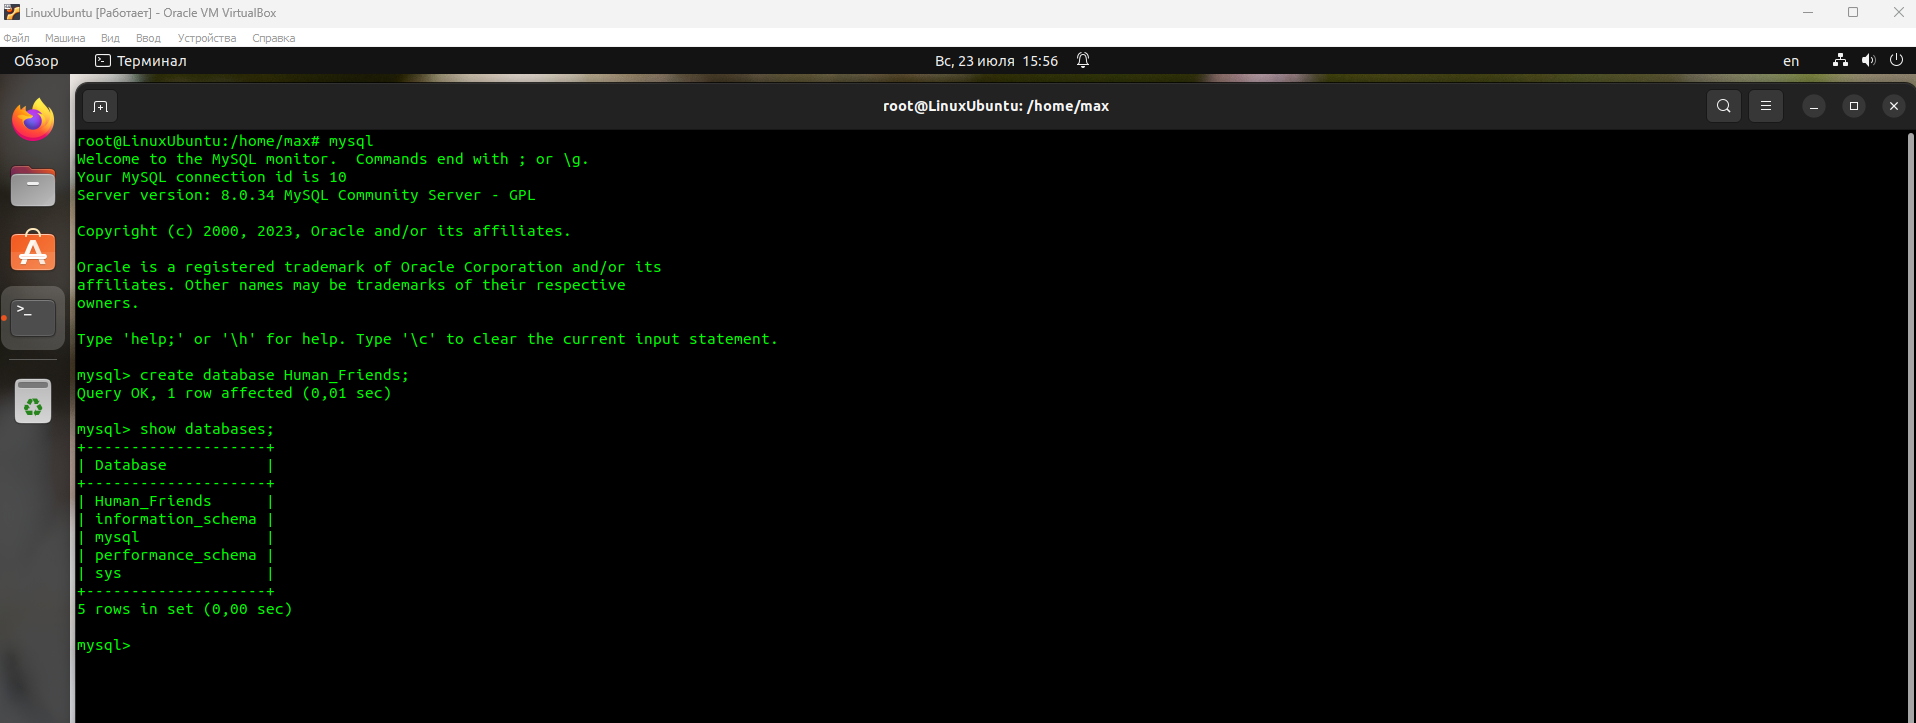 LinuxUbuntu [Работает] - Oracle VM VirtualBox
Файл Машина Вид Ввод Устройства Справка
Обзор Терминал Вс, 23 июля 15:56 en
root@LinuxUbuntu: /home/max
root@LinuxUbuntu:/home/max# mysql
Welcome to the MySQL monitor.  Commands end with ; or \g.
Your MySQL connection id is 10
Server version: 8.0.34 MySQL Community Server - GPL
Copyright (c) 2000, 2023, Oracle and/or its affiliates.
Oracle is a registered trademark of Oracle Corporation and/or its
affiliates. Other names may be trademarks of their respective
owners.
Type 'help;' or '\h' for help. Type '\c' to clear the current input statement.
mysql> create database Human_Friends;
Query OK, 1 row affected (0,01 sec)
mysql> show databases;
+--------------------+
| Database           |
+--------------------+
| Human_Friends      |
| information_schema |
| mysql              |
| performance_schema |
| sys                |
+--------------------+
5 rows in set (0,00 sec)
mysql>